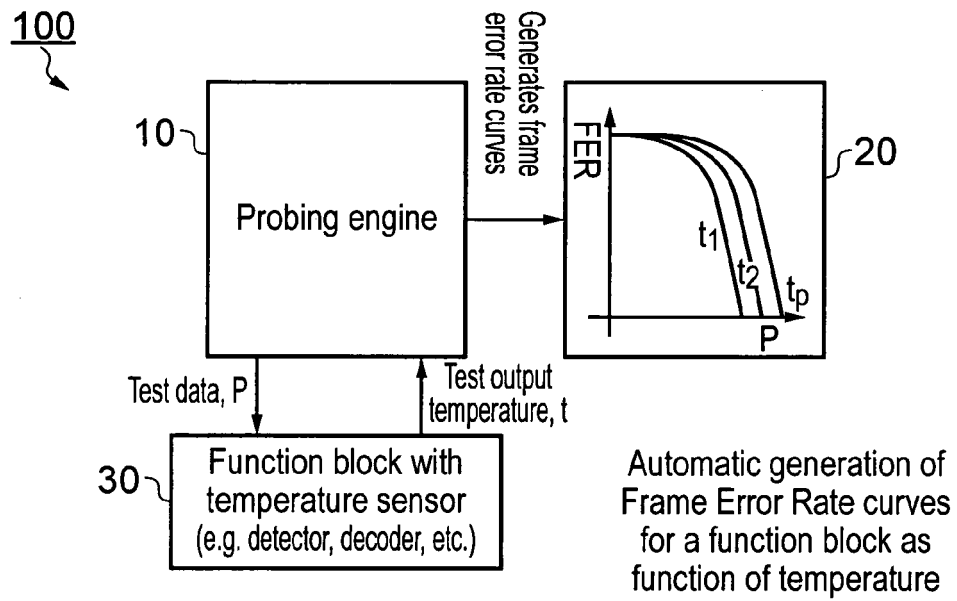 100
Generates frame
error rate curves
10
Probing engine
20
FER
t1
t2
tp
P
Test data, P
Test output
temperature, t
30
Function block with
temperature sensor
(e.g. detector, decoder, etc.)
Automatic generation of
Frame Error Rate curves
for a function block as
function of temperature